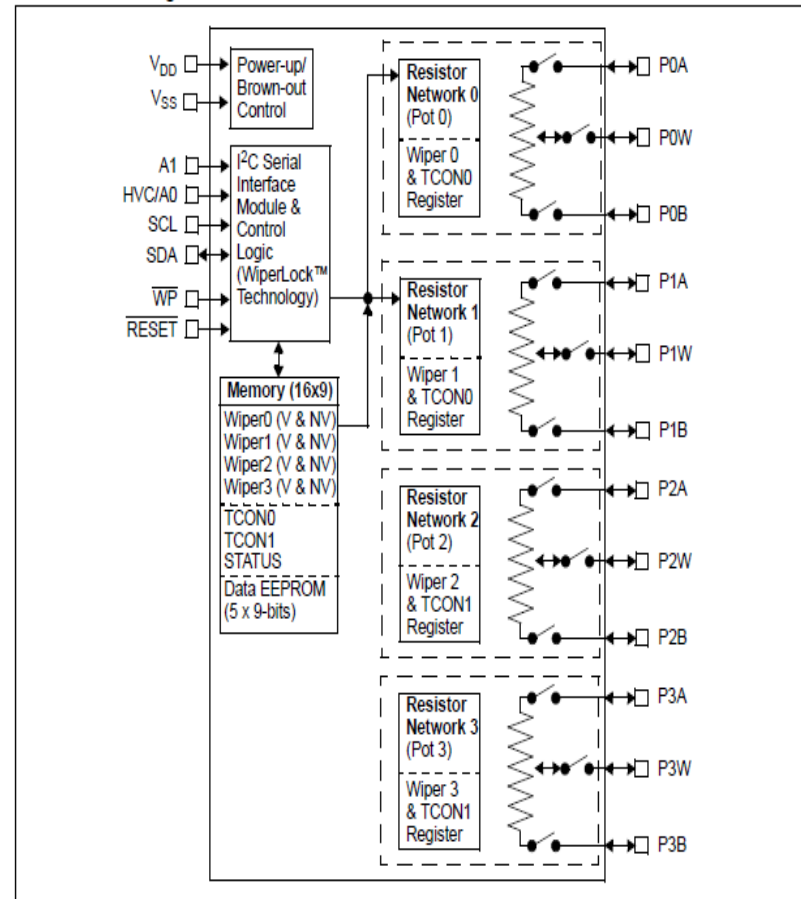 V_DD
V_SS
Power-up/
Brown-out
Control
A1
HVC/A0
SCL
SDA
W̅P̅
R̅E̅S̅E̅T̅
I²C Serial
Interface
Module &
Control
Logic
(WiperLock™
Technology)
Memory (16x9)
Wiper0 (V & NV)
Wiper1 (V & NV)
Wiper2 (V & NV)
Wiper3 (V & NV)
TCON0
TCON1
STATUS
Data EEPROM
(5 x 9-bits)
Resistor
Network 0
(Pot 0)
Wiper 0
& TCON0
Register
P0A
P0W
P0B
Resistor
Network 1
(Pot 1)
Wiper 1
& TCON0
Register
P1A
P1W
P1B
Resistor
Network 2
(Pot 2)
Wiper 2
& TCON1
Register
P2A
P2W
P2B
Resistor
Network 3
(Pot 3)
Wiper 3
& TCON1
Register
P3A
P3W
P3B